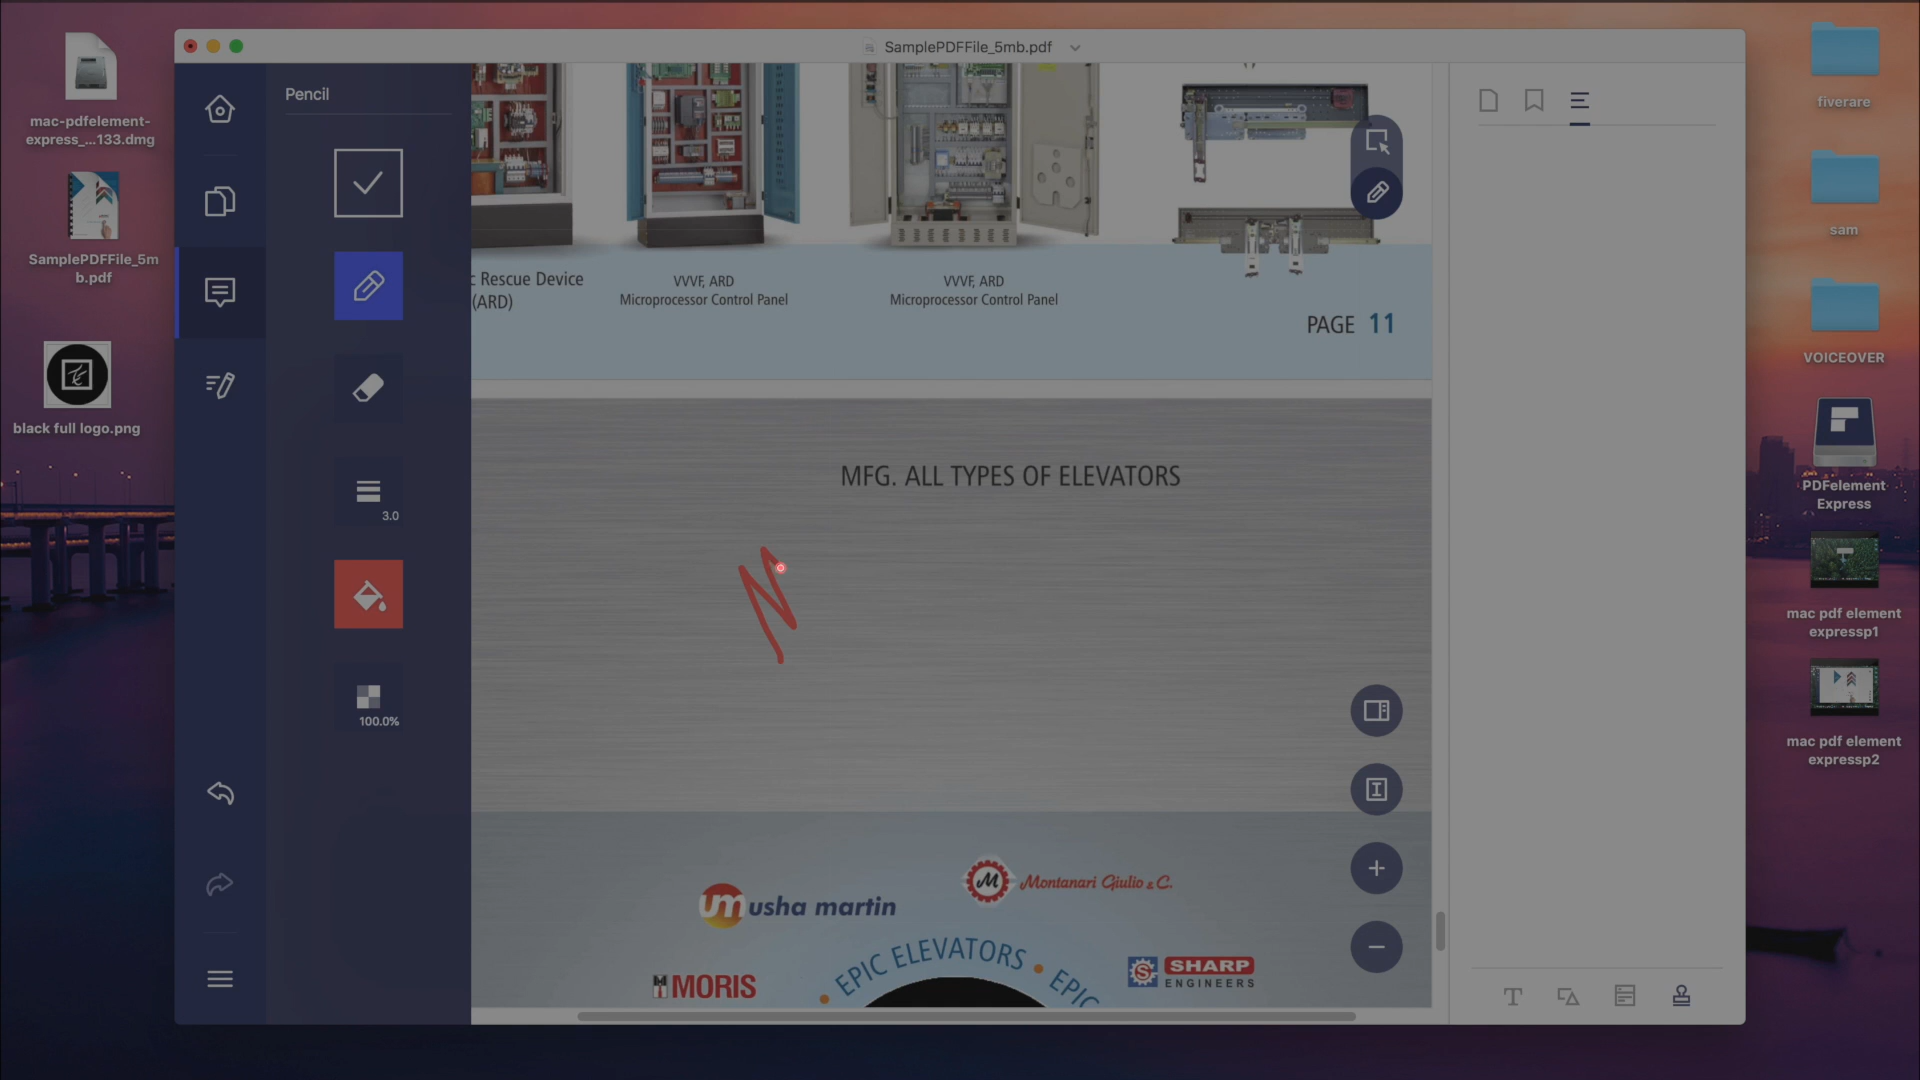 SamplePDFFile_5mb.pdf
mac-pdfelement-
express_...133.dmg
SamplePDFFile_5m
b.pdf
black full logo.png
Pencil
3.0
100.0%
c Rescue Device
(ARD)
VVVF, ARD
Microprocessor Control Panel
VVVF, ARD
Microprocessor Control Panel
PAGE 11
MFG. ALL TYPES OF ELEVATORS
um usha martin
M Montanari Giulio & C.
MORIS
• EPIC ELEVATORS • EPIC
S SHARP
ENGINEERS
fiverare
sam
VOICEOVER
PDFelement
Express
mac pdf element
expressp1
mac pdf element
expressp2